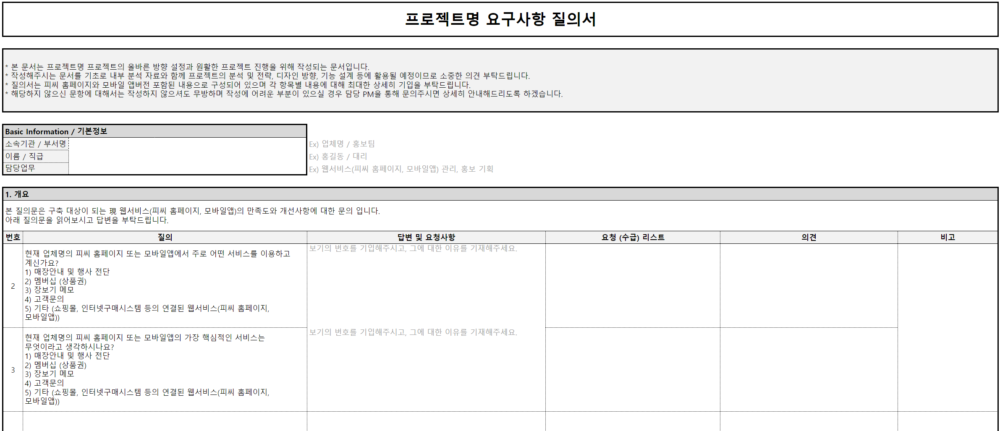 프로젝트명 요구사항 질의서
* 본 문서는 프로젝트명 프로젝트의 올바른 방향 설정과 원활한 프로젝트 진행을 위해 작성되는 문서입니다.
* 작성해주시는 문서를 기초로 내부 분석 자료와 함께 프로젝트의 분석 및 전략, 디자인 방향, 기능 설계 등에 활용될 예정이므로 소중한 의견 부탁드립니다.
* 질의서는 피씨 홈페이지와 모바일 앱버전 포함된 내용으로 구성되어 있으며 각 항목별 내용에 대해 최대한 상세히 기입을 부탁드립니다.
* 해당하지 않으신 문항에 대해서는 작성하지 않으셔도 무방하며 작성에 어려운 부분이 있으실 경우 담당 PM을 통해 문의주시면 상세히 안내해드리도록 하겠습니다.
Basic Information / 기본정보
소속기관 / 부서명
Ex) 업체명 / 홍보팀
이름 / 직급
Ex) 홍길동 / 대리
담당업무
Ex) 웹서비스(피씨 홈페이지, 모바일앱) 관리, 홍보 기획
1. 개요
본 질의문은 구축 대상이 되는 現 웹서비스(피씨 홈페이지, 모바일앱)의 만족도와 개선사항에 대한 문의 입니다.
아래 질의문을 읽어보시고 답변을 부탁드립니다.
번호 질의 답변 및 요청사항 요청 (수급) 리스트 의견 비고
2
현재 업체명의 피씨 홈페이지 또는 모바일앱에서 주로 어떤 서비스를 이용하고
계신가요?
1) 매장안내 및 행사 전단
2) 멤버십 (상품권)
3) 장보기 메모
4) 고객문의
5) 기타 (쇼핑몰, 인터넷구매시스템 등의 연결된 웹서비스(피씨 홈페이지,
모바일앱))
보기의 번호를 기입해주시고, 그에 대한 이유를 기재해주세요.
3
현재 업체명의 피씨 홈페이지 또는 모바일앱의 가장 핵심적인 서비스는
무엇이라고 생각하시나요?
1) 매장안내 및 행사 전단
2) 멤버십 (상품권)
3) 장보기 메모
4) 고객문의
5) 기타 (쇼핑몰, 인터넷구매시스템 등의 연결된 웹서비스(피씨 홈페이지,
모바일앱))
보기의 번호를 기입해주시고, 그에 대한 이유를 기재해주세요.